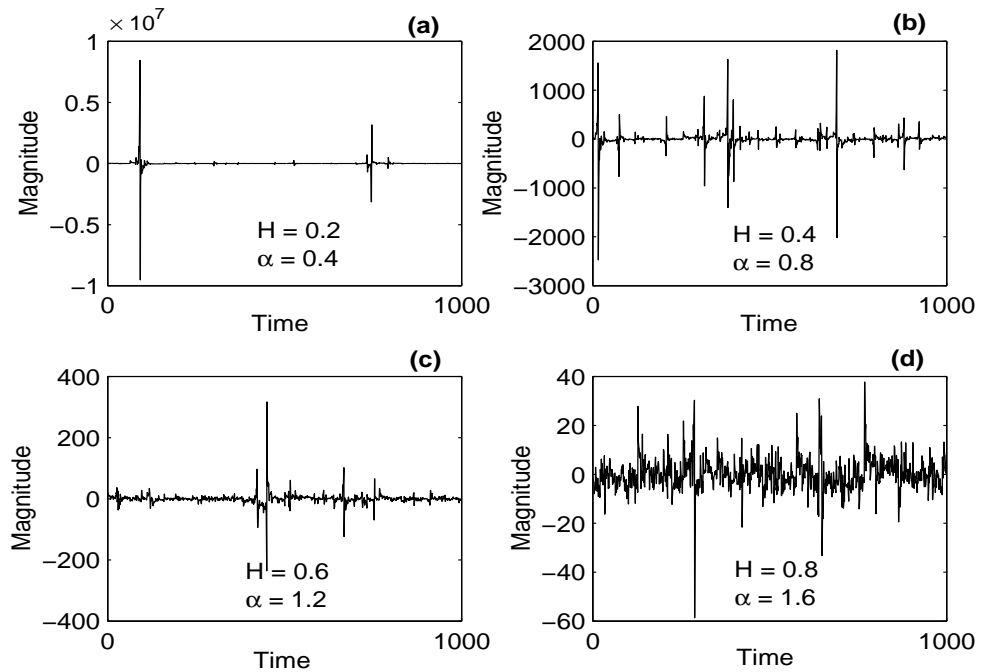 × 10⁷
(a)
1
0.5
0
−0.5
−1
Magnitude
H = 0.2
α = 0.4
0
1000
Time
(b)
2000
1000
0
−1000
−2000
−3000
Magnitude
H = 0.4
α = 0.8
0
1000
Time
(c)
400
200
0
−200
−400
Magnitude
H = 0.6
α = 1.2
0
1000
Time
(d)
40
20
0
−20
−40
−60
Magnitude
H = 0.8
α = 1.6
0
1000
Time